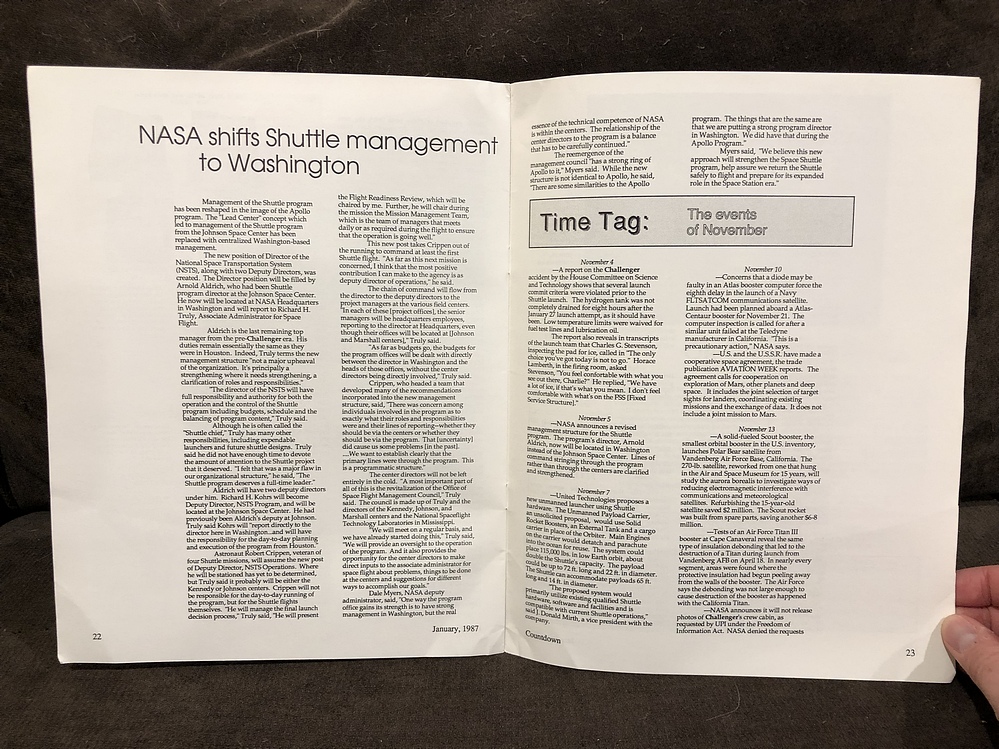 NASA shifts Shuttle management
to Washington
Management of the Shuttle program
has been reshaped in the image of the Apollo
program. The "Lead Center" concept which
led to management of the Shuttle program
from the Johnson Space Center has been
replaced with centralized Washington-based
management.
The new position of Director of the
National Space Transportation System
(NSTS), along with two Deputy Directors, was
created. The Director position will be filled by
Arnold Aldrich, who had been Shuttle
program director at the Johnson Space Center.
He now will be located at NASA Headquarters
in Washington and will report to Richard H.
Truly, Associate Administrator for Space
Flight.
Aldrich is the last remaining top
manager from the pre-Challenger era. His
duties remain essentially the same as they
were in Houston. Indeed, Truly terms the new
management structure "not a major upheaval
of the organization. It's principally a
strengthening where it needs strengthening, a
clarification of roles and responsibilities."
"The director of the NSTS will have
full responsibility and authority for both the
operation and the control of the Shuttle
program including budgets, schedule and the
balancing of program content," Truly said.
Although he is often called the
"Shuttle chief," Truly has many other
responsibilities, including expendable
launchers and future shuttle designs. Truly
said he did not have enough time to devote
the amount of attention to the Shuttle project
that it deserved. "I felt that was a major flaw in
our organizational structure," he said, "The
Shuttle program deserves a full-time leader."
Aldrich will have two deputy directors
under him. Richard H. Kohrs will become
Deputy Director, NSTS Program, and will be
located at the Johnson Space Center. He had
previously been Aldrich's deputy at Johnson.
Truly said Kohrs will "report directly to the
director here in Washington...and will have
the responsibility for the day-to-day planning
and execution of the program from Houston."
Astronaut Robert Crippen, veteran of
four Shuttle missions, will assume the new post
of Deputy Director, NSTS Operations. Where
he will be stationed has yet to be determined,
but Truly said it probably will be either the
Kennedy or Johnson centers. Crippen will not
be responsible for the day-to-day running of
the program, but for the Shuttle flights
themselves. "He will manage the final launch
decision process," Truly said, "He will present
the Flight Readiness Review, which will be
chaired by me. Further, he will chair during
the mission the Mission Management Team,
which is the team of managers that meets
daily or as required during the flight to ensure
that the operation is going well."
This new post takes Crippen out of
the running to command at least the first
Shuttle flight. "As far as this next mission is
concerned, I think that the most positive
contribution I can make to the agency is as
deputy director of operations," he said.
The chain of command will flow from
the director to the deputy directors to the
project managers at the various field centers.
"In each of these [project offices], the senior
managers will be headquarters employees,
reporting to the director at Headquarters, even
though their offices will be located at [Johnson
and Marshall centers]," Truly said.
"As far as budgets go, the budgets for
the program offices will be dealt with directly
between the director in Washington and the
heads of those offices, without the center
directors being directly involved," Truly said.
Crippen, who headed a team that
developed many of the recommendations
incorporated into the new management
structure, said, "There was concern among
individuals involved in the program as to
exactly what their roles and responsibilities
were and their lines of reporting—whether they
should be via the centers or whether they
should be via the program. That [uncertainty]
did cause us some problems [in the past].
....We want to establish clearly that the
primary lines were through the program. This
is a programmatic structure."
The center directors will not be left
entirely in the cold. "A most important part of
all of this is the revitalization of the Office of
Space Flight Management Council," Truly
said. The council is made up of Truly and the
directors of the Kennedy, Johnson, and
Marshall centers and the National Spaceflight
Technology Laboratories in Mississippi.
"We will meet on a regular basis, and
we have already started doing this," Truly said,
"We will provide an oversight to the operation
of the program. And it also provides the
opportunity for the center directors to make
direct inputs to the associate administrator for
space flight about problems, things to be done
at the centers and suggestions for different
ways to accomplish our goals."
Dale Myers, NASA deputy
administrator, said, "One way the program
office gains its strength is to have strong
management in Washington, but the real
22
January, 1987
essence of the technical competence of NASA
is within the centers. The relationship of the
center directors to the program is a balance
that has to be carefully continued."
The reemergence of the
management council "has a strong ring of
Apollo to it," Myers said. While the new
structure is not identical to Apollo, he said,
"There are some similarities to the Apollo
program. The things that are the same are
that we are putting a strong program director
in Washington. We did have that during the
Apollo Program."
Myers said, "We believe this new
approach will strengthen the Space Shuttle
program, help assure we return the Shuttle
safely to flight and prepare for its expanded
role in the Space Station era."
Time Tag:
The events
of November
November 4
—A report on the Challenger
accident by the House Committee on Science
and Technology shows that several launch
commit criteria were violated prior to the
Shuttle launch. The hydrogen tank was not
completely drained for eight hours after the
January 27 launch attempt, as it should have
been. Low temperature limits were waived for
fuel test lines and lubrication oil.
The report also reveals in transcripts
of the launch team that Charles G. Stevenson,
inspecting the pad for ice, called in "The only
choice you've got today is not to go." Horace
Lamberth, in the firing room, asked
Stevenson, "You feel comfortable with what you
see out there, Charlie?" He replied, "We have
a lot of ice, if that's what you mean. I don't feel
comfortable with what's on the FSS [Fixed
Service Structure]."
November 5
—NASA announces a revised
management structure for the Shuttle
program. The program's director, Arnold
Aldrich, now will be located in Washington
instead of the Johnson Space Center. Lines of
command stringing through the program
rather than through the centers are clarified
and strengthened.
November 7
—United Technologies proposes a
new unmanned launcher using Shuttle
hardware. The Unmanned Payload Carrier,
an unsolicited proposal, would use Solid
Rocket Boosters, an External Tank and a cargo
carrier in place of the Orbiter. Main Engines
on the carrier would detach and parachute
into the ocean for reuse. The system could
place 115,000 lbs. in low Earth orbit, about
double the Shuttle's capacity. The payload
could be up to 72 ft. long and 22 ft. in diameter.
The Shuttle can accommodate payloads 65 ft.
long and 14 ft. in diameter.
The proposed system would
primarily utilize existing qualified Shuttle
hardware, software and facilities and is
compatible with current Shuttle operations,"
said J. Donald Mirth, a vice president with the
company.
November 10
—Concerns that a diode may be
faulty in an Atlas booster computer force the
eighth delay in the launch of a Navy
FLTSATCOM communications satellite.
Launch had been planned aboard a Atlas-
Centaur booster for November 21. The
computer inspection is called for after a
similar unit failed at the Teledyne
manufacturer in California. "This is a
precautionary action," NASA says.
—U.S. and the U.S.S.R. have made a
cooperative space agreement, the trade
publication AVIATION WEEK reports. The
agreement calls for cooperation on
exploration of Mars, other planets and deep
space. It includes the joint selection of target
sights for landers, coordinating existing
missions and the exchange of data. It does not
include a joint mission to Mars.
November 13
—A solid-fueled Scout booster, the
smallest orbital booster in the U.S. inventory,
launches Polar Bear satellite from
Vandenberg Air Force Base, California. The
270-lb. satellite, reworked from one that hung
in the Air and Space Museum for 15 years, will
study the aurora borealis to investigate ways of
reducing electromagnetic interference with
communications and meteorological
satellites. Refurbishing the 15-year-old
satellite saved $2 million. The Scout rocket
was built from spare parts, saving another $6-8
million.
—Tests of an Air Force Titan III
booster at Cape Canaveral reveal the same
type of insulation debonding that led to the
destruction of a Titan during launch from
Vandenberg AFB on April 18. In nearly every
segment, areas were found where the
protective insulation had begun peeling away
from the walls of the booster. The Air Force
says the debonding was not large enough to
cause destruction of the booster as happened
with the California Titan.
—NASA announces it will not release
photos of Challenger's crew cabin, as
requested by UPI under the Freedom of
Information Act. NASA denied the requests
Countdown
23